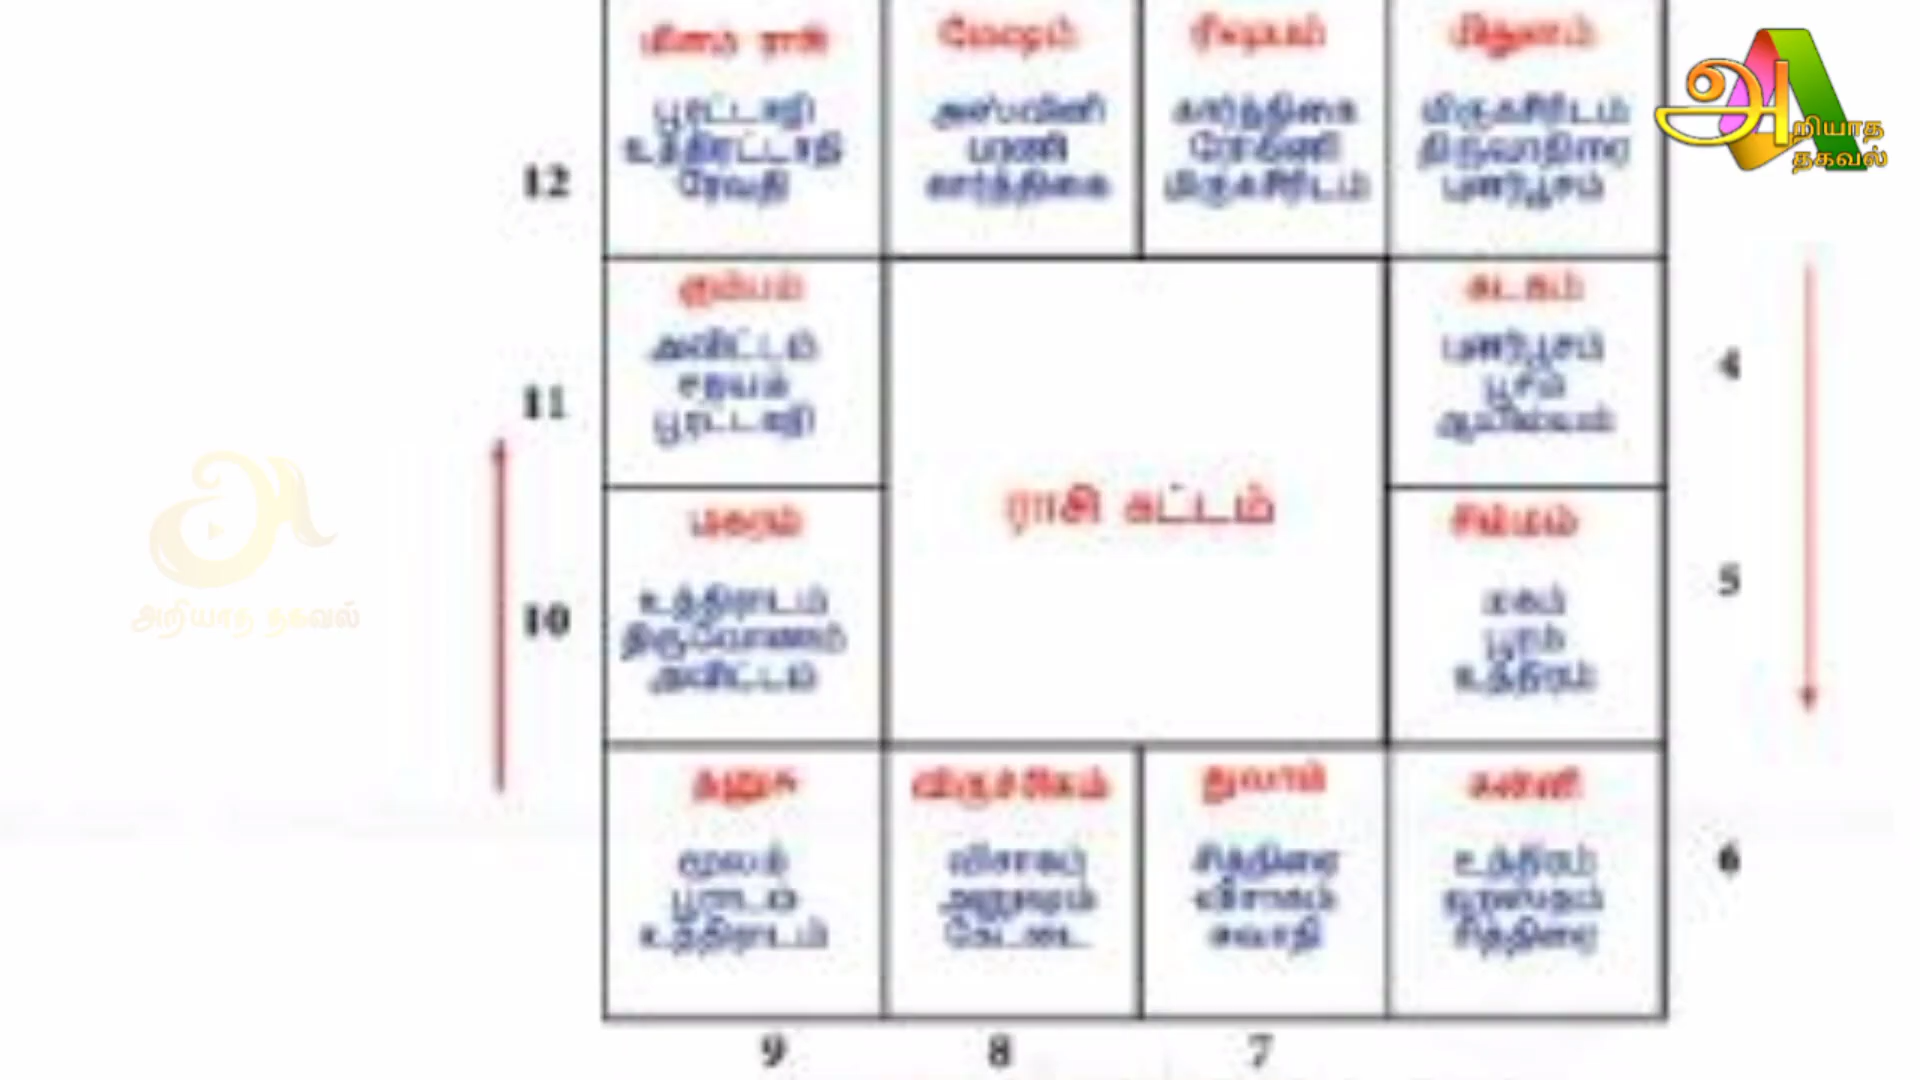 மீனம் ராசி
பூரட்டாதி
உத்திரட்டாதி
ரேவதி
மேஷம்
அஸ்வினி
பரணி
கார்த்திகை
ரிஷபம்
கார்த்திகை
ரோகிணி
மிருகசீரிடம்
மிதுனம்
மிருகசீரிடம்
திருவாதிரை
புனர்பூசம்
அறியாத
தகவல்
12
கும்பம்
அவிட்டம்
சதயம்
பூரட்டாதி
11
கடகம்
புனர்பூசம்
பூசம்
ஆயில்யம்
4
ராசி கட்டம்
மகரம்
உத்திராடம்
திருவோணம்
அவிட்டம்
10
சிம்மம்
மகம்
பூரம்
உத்திரம்
5
அறியாத தகவல்
தனுசு
மூலம்
பூராடம்
உத்திராடம்
விருச்சிகம்
விசாகம்
அனுஷம்
கேட்டை
துலாம்
சித்திரை
விசாகம்
சுவாதி
கன்னி
உத்திரம்
ஹஸ்தம்
சித்திரை
6
9
8
7